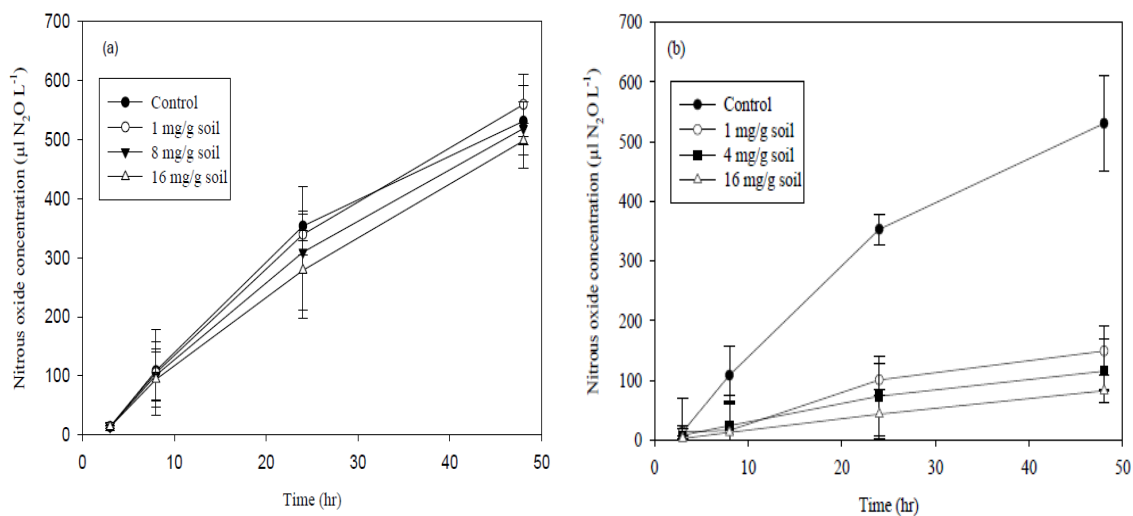 (a)
Nitrous oxide concentration (µl N₂O L⁻¹)
700
600
500
400
300
200
100
0
Control
1 mg/g soil
8 mg/g soil
16 mg/g soil
0 10 20 30 40 50
Time (hr)
(b)
Nitrous oxide concentration (µl N₂O L⁻¹)
700
600
500
400
300
200
100
0
Control
1 mg/g soil
4 mg/g soil
16 mg/g soil
0 10 20 30 40 50
Time (hr)